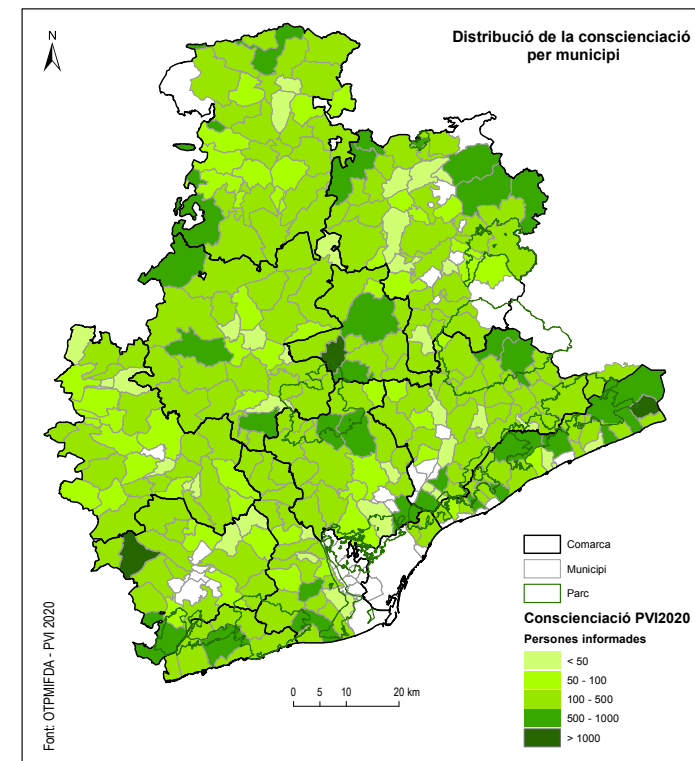 Distribució de la conscienciació
per municipi
N
Comarca
Municipi
Parc
Conscienciació PVI2020
Persones informades
< 50
50 - 100
100 - 500
500 - 1000
> 1000
0 5 10 20 km
Font: OTPMIFDA - PVI 2020